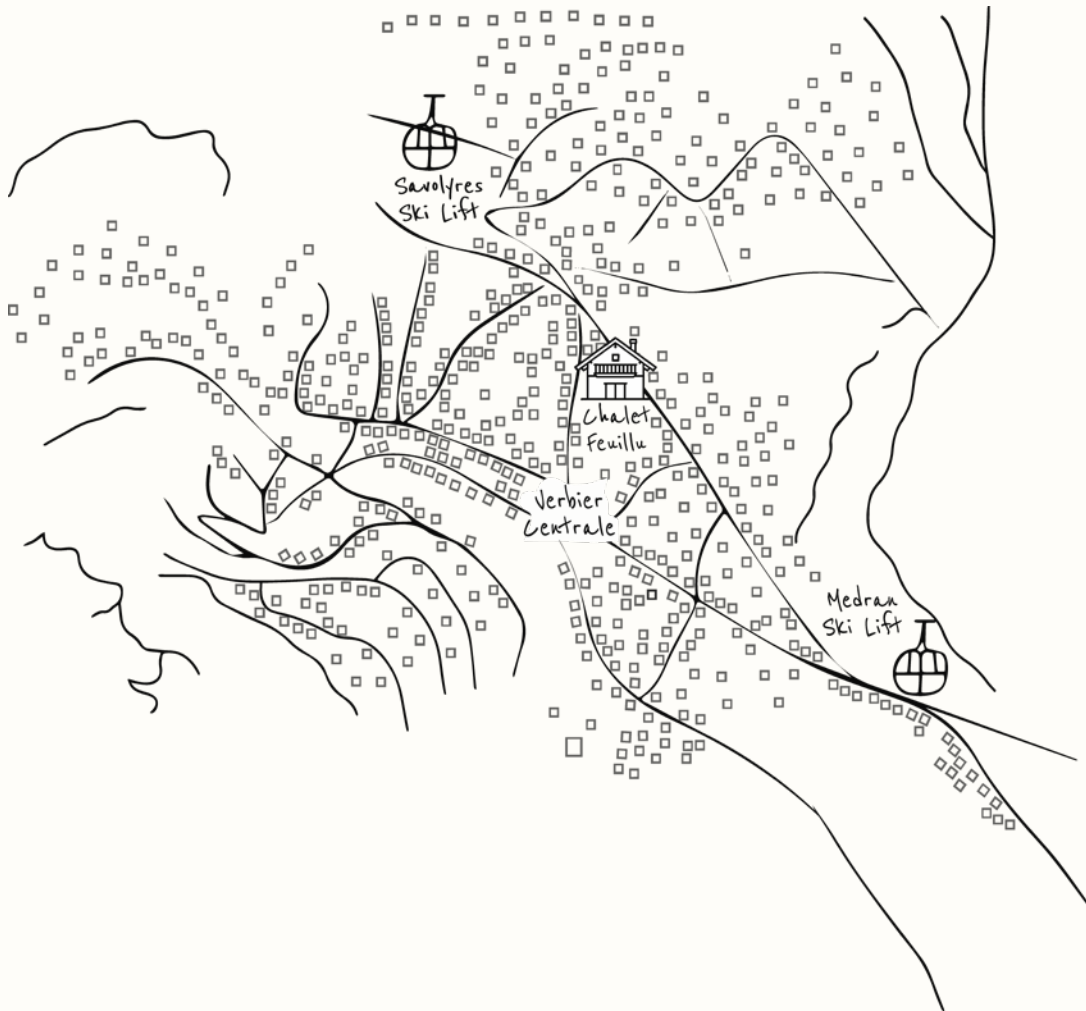 Savolyres
Ski Lift
Chalet
Feuillu
Verbier
Centrale
Medran
Ski Lift